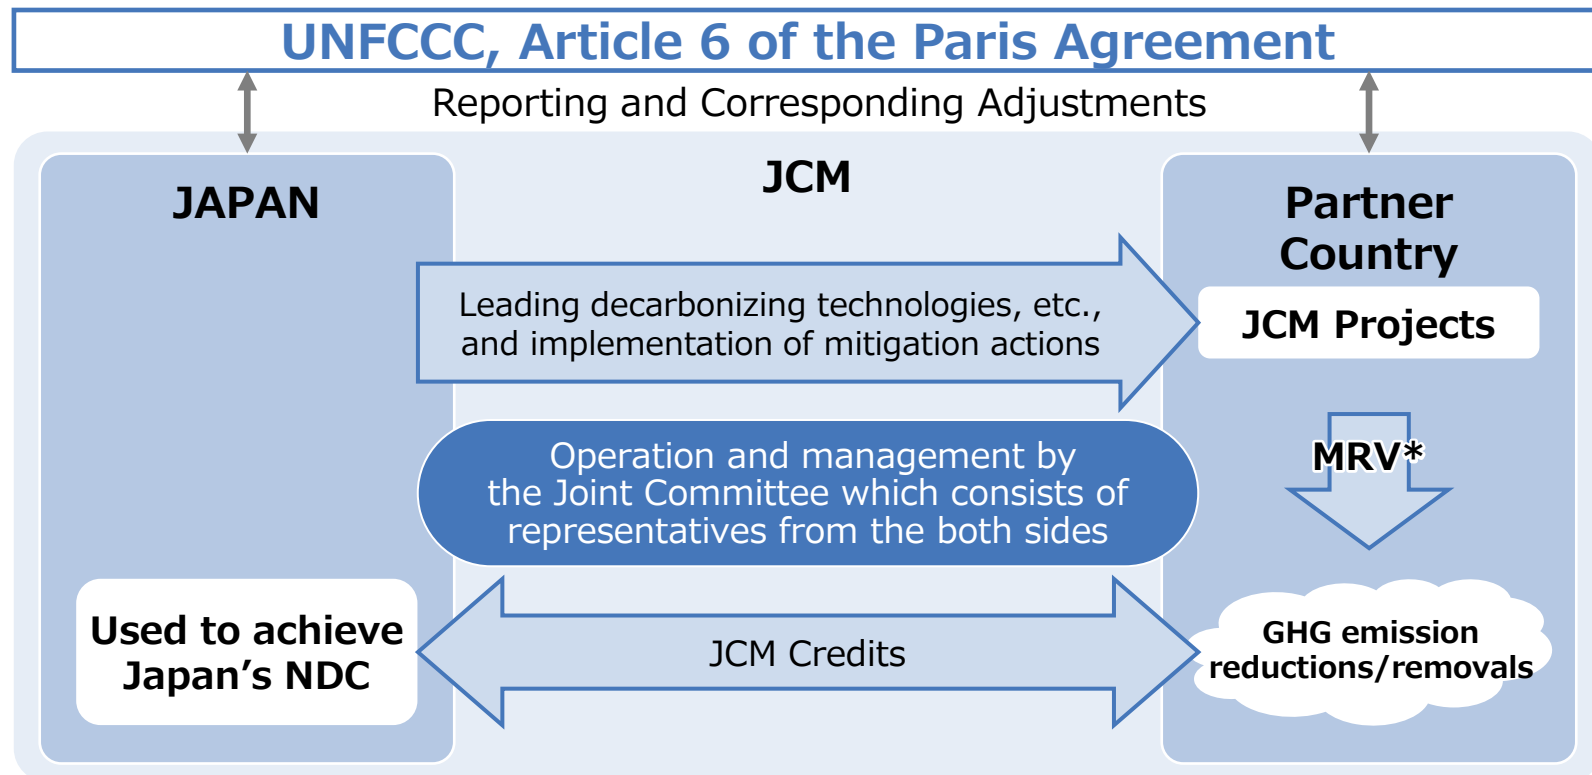 UNFCCC, Article 6 of the Paris Agreement
Reporting and Corresponding Adjustments
JCM
JAPAN
Partner
Country
Leading decarbonizing technologies, etc.,
and implementation of mitigation actions
JCM Projects
Operation and management by
the Joint Committee which consists of
representatives from the both sides
MRV*
Used to achieve
Japan’s NDC
JCM Credits
GHG emission
reductions/removals